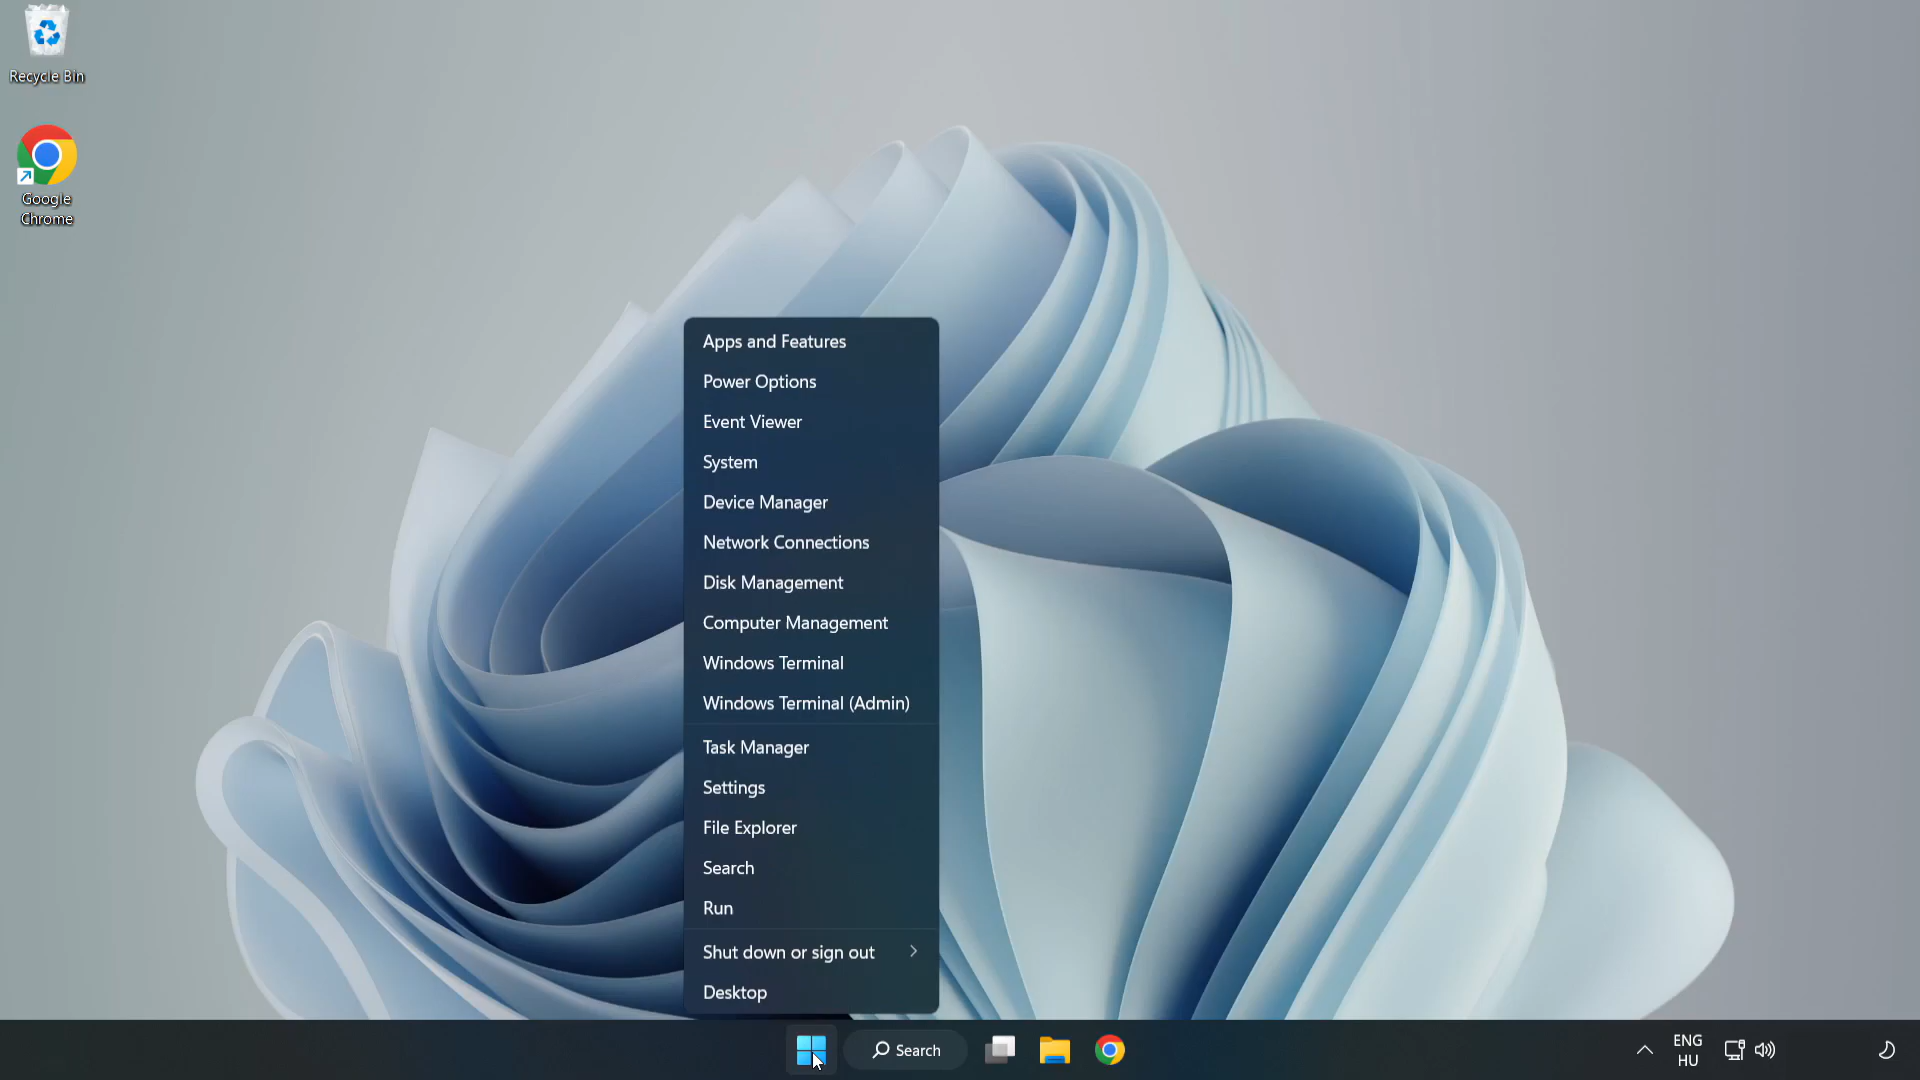 Recycle Bin
Google
Chrome
Apps and Features
Power Options
Event Viewer
System
Device Manager
Network Connections
Disk Management
Computer Management
Windows Terminal
Windows Terminal (Admin)
Task Manager
Settings
File Explorer
Search
Run
Shut down or sign out
Desktop
Search
ENG
HU